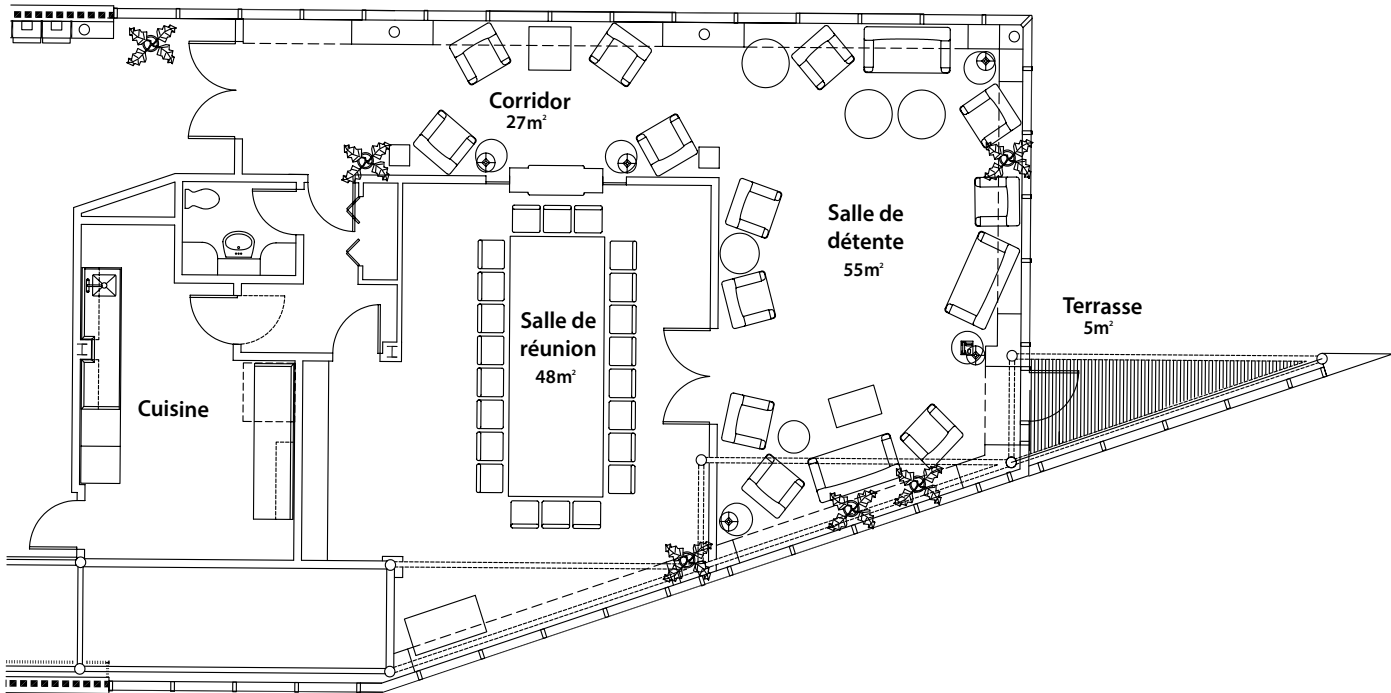 Corridor
27m²
Salle de
détente
55m²
Terrasse
5m²
Salle de
réunion
48m²
Cuisine